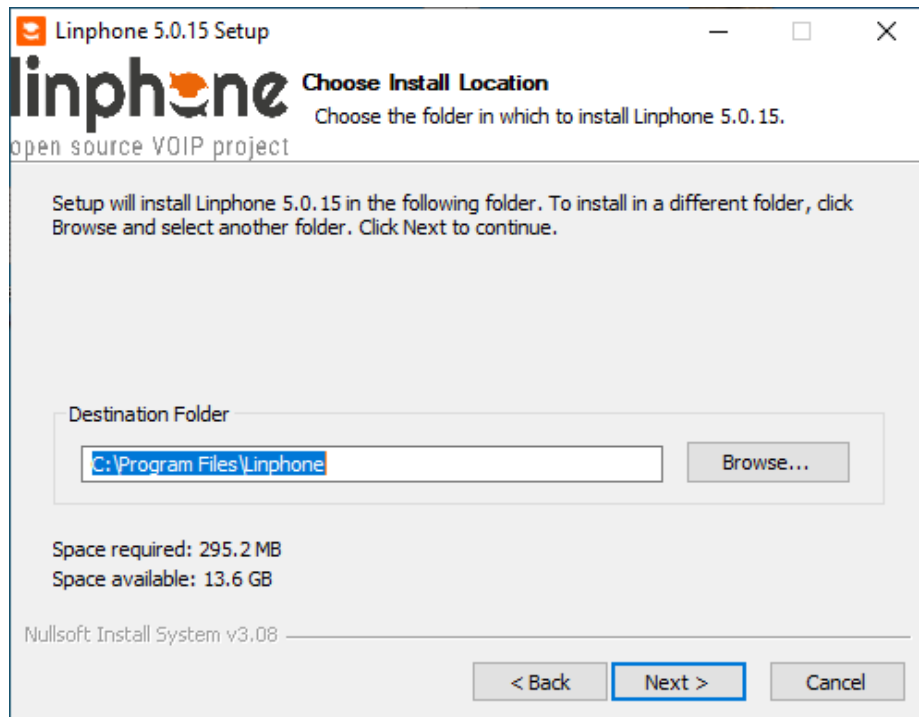 Linphone 5.0.15 Setup
linphone
open source VOIP project
Choose Install Location
Choose the folder in which to install Linphone 5.0.15.
Setup will install Linphone 5.0.15 in the following folder. To install in a different folder, click
Browse and select another folder. Click Next to continue.
Destination Folder
C:\Program Files\Linphone
Browse...
Space required: 295.2 MB
Space available: 13.6 GB
Nullsoft Install System v3.08
< Back
Next >
Cancel